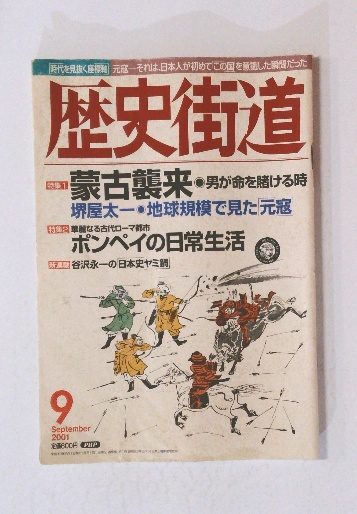 時代を見抜く座標軸 元寇―それは、日本人が初めて「この国」を意識した瞬間だった
歴史街道
特集1 蒙古襲来●男が命を賭ける時
堺屋太一●地球規模で見た「元寇」
特集2 華麗なる古代ローマ都市
ポンペイの日常生活
新連載 谷沢永一の「日本史ヤミ鍋」
9
September
2001
定価600円 PHP